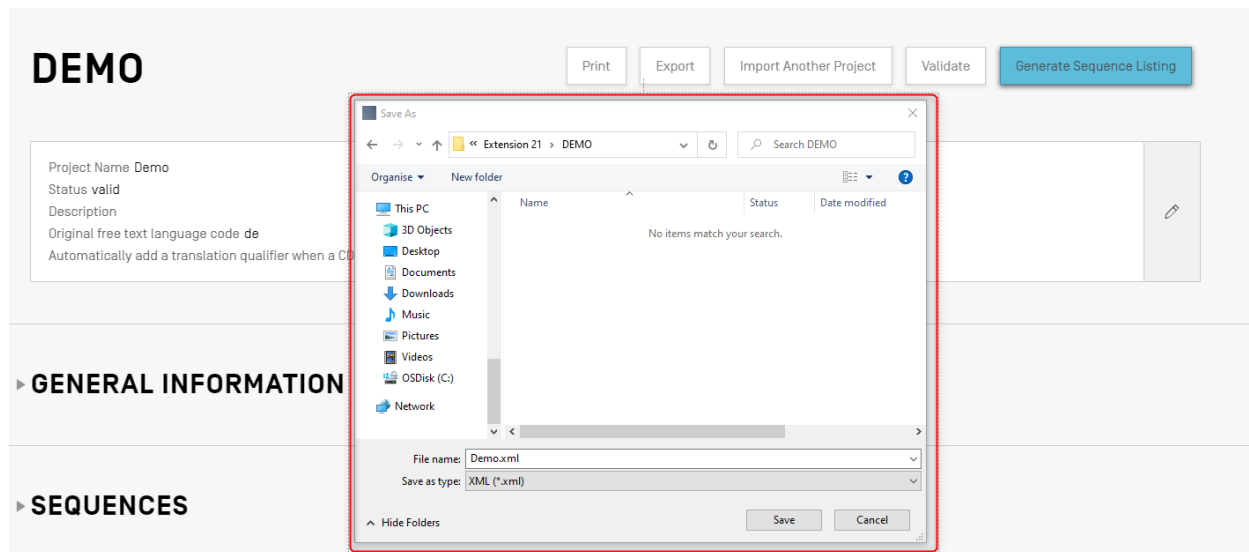 DEMO
Print
Export
Import Another Project
Validate
Generate Sequence Listing
Project Name Demo
Status valid
Description
Original free text language code de
Automatically add a translation qualifier when a CD
Save As
« Extension 21 › DEMO
Search DEMO
Organise
New folder
This PC
3D Objects
Desktop
Documents
Downloads
Music
Pictures
Videos
OSDisk (C:)
Network
Name
Status
Date modified
No items match your search.
File name: Demo.xml
Save as type: XML (*.xml)
Hide Folders
Save
Cancel
GENERAL INFORMATION
SEQUENCES